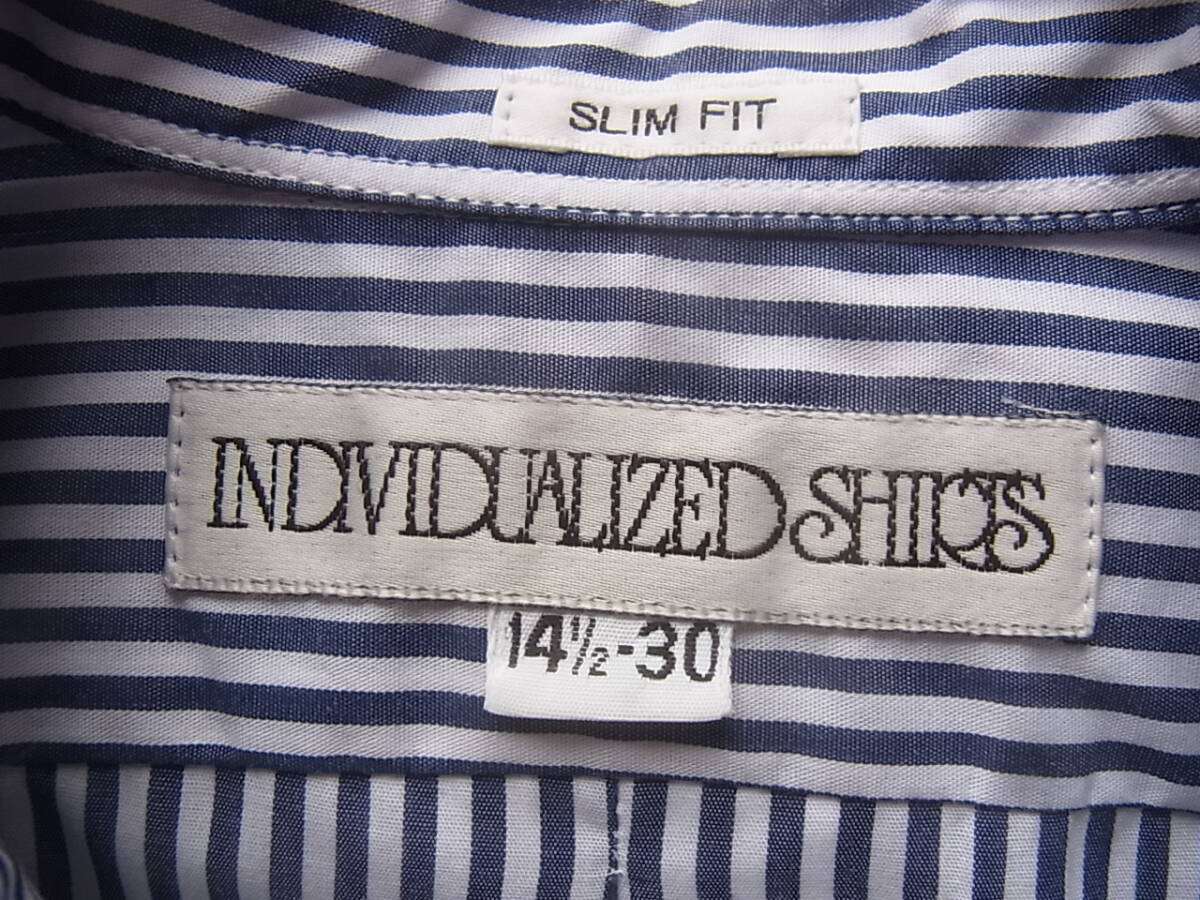 SLIM FIT
INDIVIDUALIZED SHIRTS
14½-30